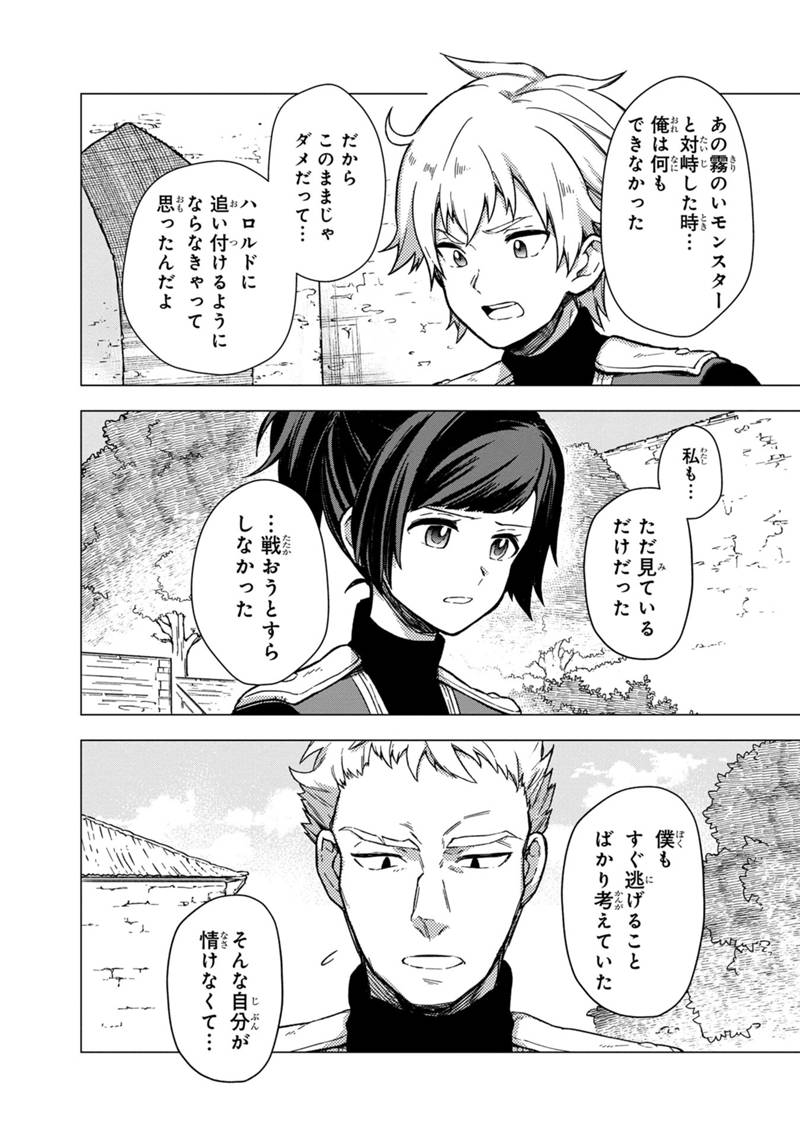 あの霧のいモンスター
と対峙した時…
俺は何も
できなかった
だから
このままじゃ
ダメだって…
ハロルドに
追い付けるように
ならなきゃって
思ったんだよ
私も…
ただ見ている
だけだった
…戦おうとすら
しなかった
僕も
すぐ逃げること
ばかり考えていた
そんな自分が
情けなくて…